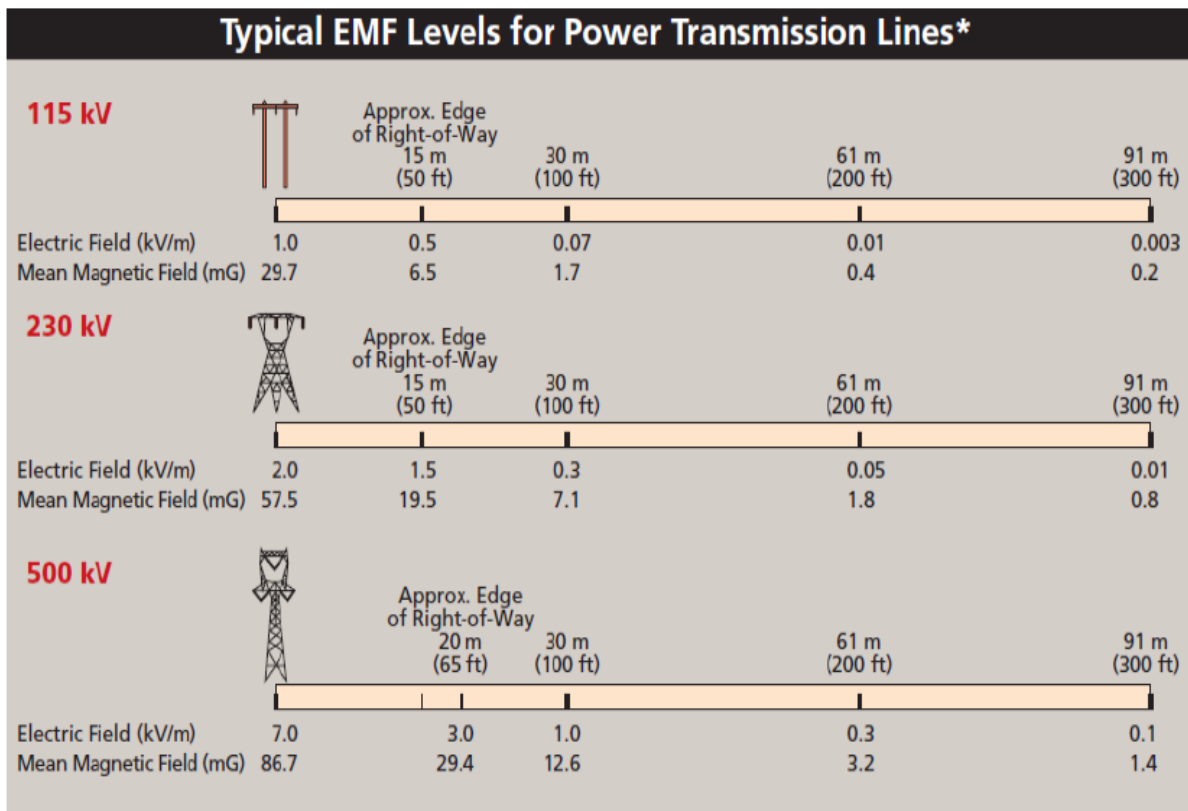 Typical EMF Levels for Power Transmission Lines*
115 kV
Approx. Edge
of Right-of-Way
15 m 30 m 61 m 91 m
(50 ft) (100 ft) (200 ft) (300 ft)
Electric Field (kV/m) 1.0 0.5 0.07 0.01 0.003
Mean Magnetic Field (mG) 29.7 6.5 1.7 0.4 0.2
230 kV
Approx. Edge
of Right-of-Way
15 m 30 m 61 m 91 m
(50 ft) (100 ft) (200 ft) (300 ft)
Electric Field (kV/m) 2.0 1.5 0.3 0.05 0.01
Mean Magnetic Field (mG) 57.5 19.5 7.1 1.8 0.8
500 kV
Approx. Edge
of Right-of-Way
20 m 30 m 61 m 91 m
(65 ft) (100 ft) (200 ft) (300 ft)
Electric Field (kV/m) 7.0 3.0 1.0 0.3 0.1
Mean Magnetic Field (mG) 86.7 29.4 12.6 3.2 1.4